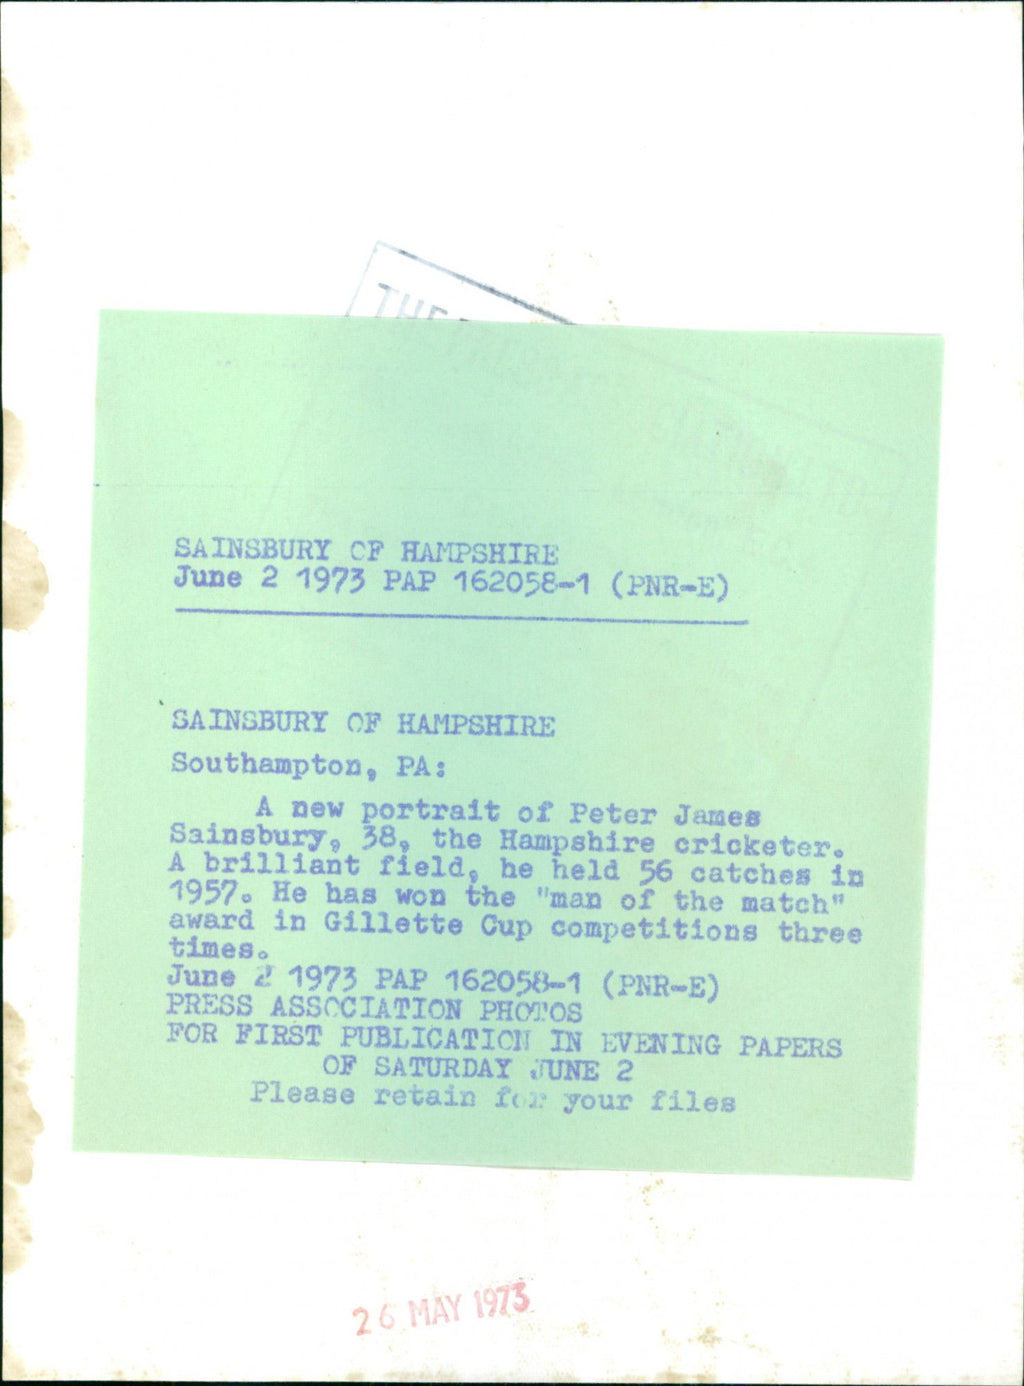 THE
SAINSBURY OF HAMPSHIRE
June 2 1973 PAP 162058-1 (PNR-E)
SAINSBURY OF HAMPSHIRE
Southampton, PA:
A new portrait of Peter James
Sainsbury, 38, the Hampshire cricketer.
A brilliant field, he held 56 catches in
1957. He has won the "man of the match"
award in Gillette Cup competitions three
times.
June 2 1973 PAP 162058-1 (PNR-E)
PRESS ASSOCIATION PHOTOS
FOR FIRST PUBLICATION IN EVENING PAPERS
OF SATURDAY JUNE 2
Please retain for your files
26 MAY 1973